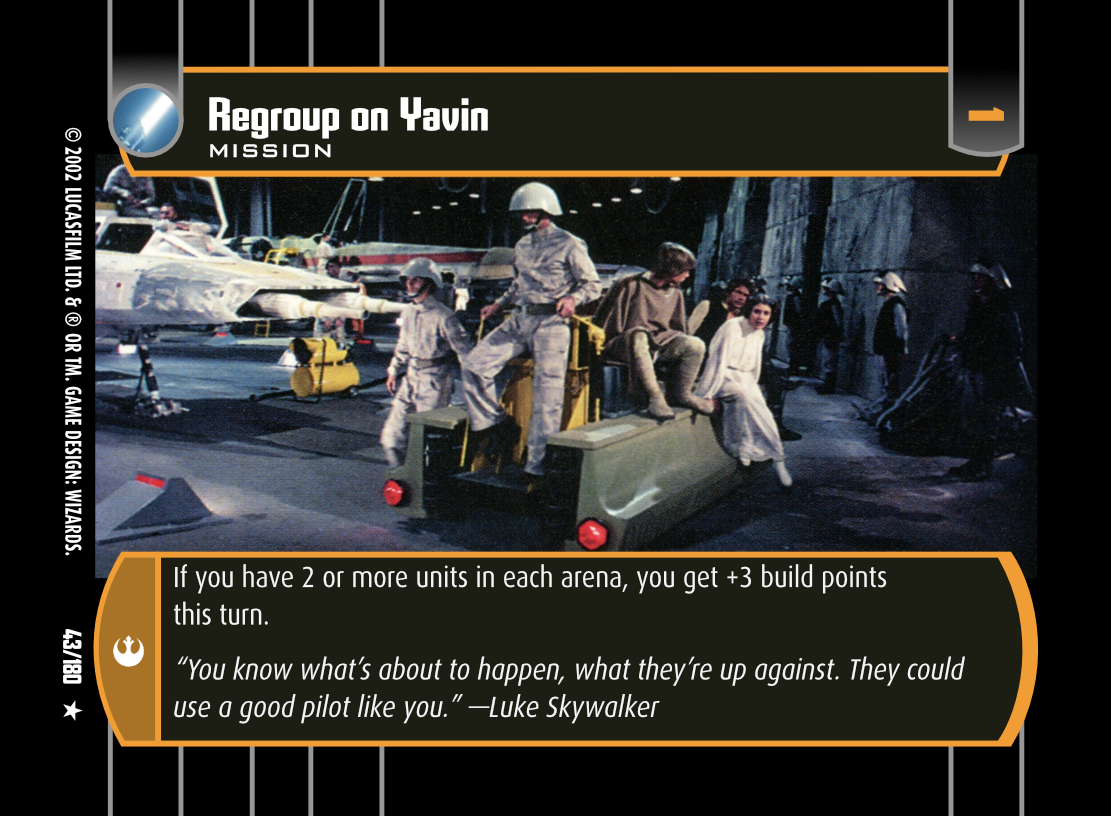 Regroup on Yavin
MISSION
1
If you have 2 or more units in each arena, you get +3 build points
this turn.
“You know what’s about to happen, what they’re up against. They could
use a good pilot like you.” —Luke Skywalker
© 2002 LUCASFILM LTD. & ® OR TM. GAME DESIGN: WIZARDS.
43/180 ★